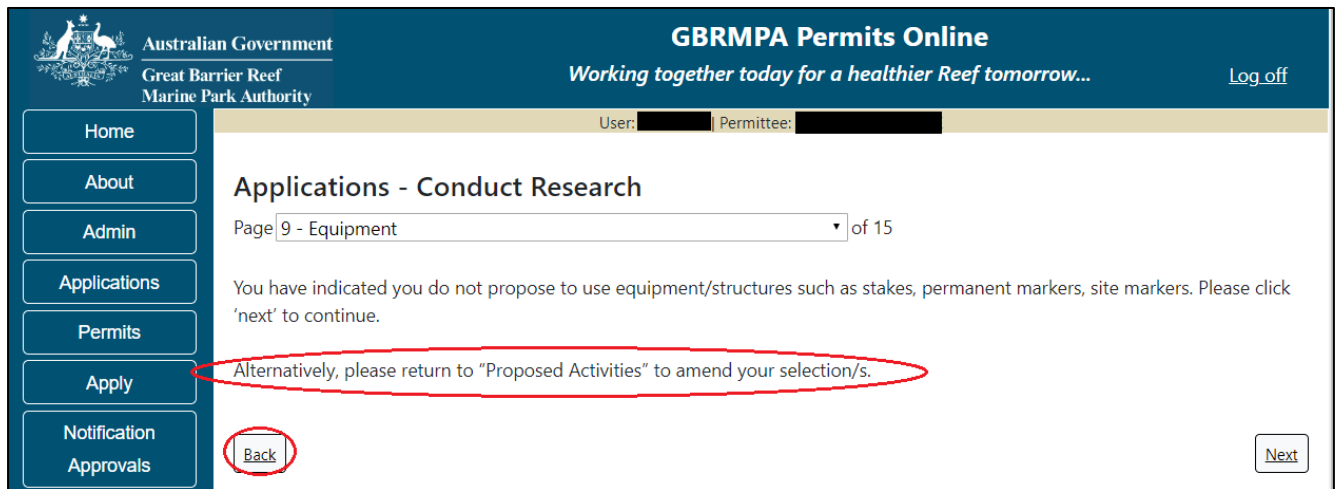 Australian Government
Great Barrier Reef
Marine Park Authority
GBRMPA Permits Online
Working together today for a healthier Reef tomorrow...
Log off
User: | Permittee:
Home
About
Admin
Applications
Permits
Apply
Notification
Approvals
Applications - Conduct Research
Page 9 - Equipment of 15
You have indicated you do not propose to use equipment/structures such as stakes, permanent markers, site markers. Please click
‘next’ to continue.
Alternatively, please return to “Proposed Activities” to amend your selection/s.
Back
Next